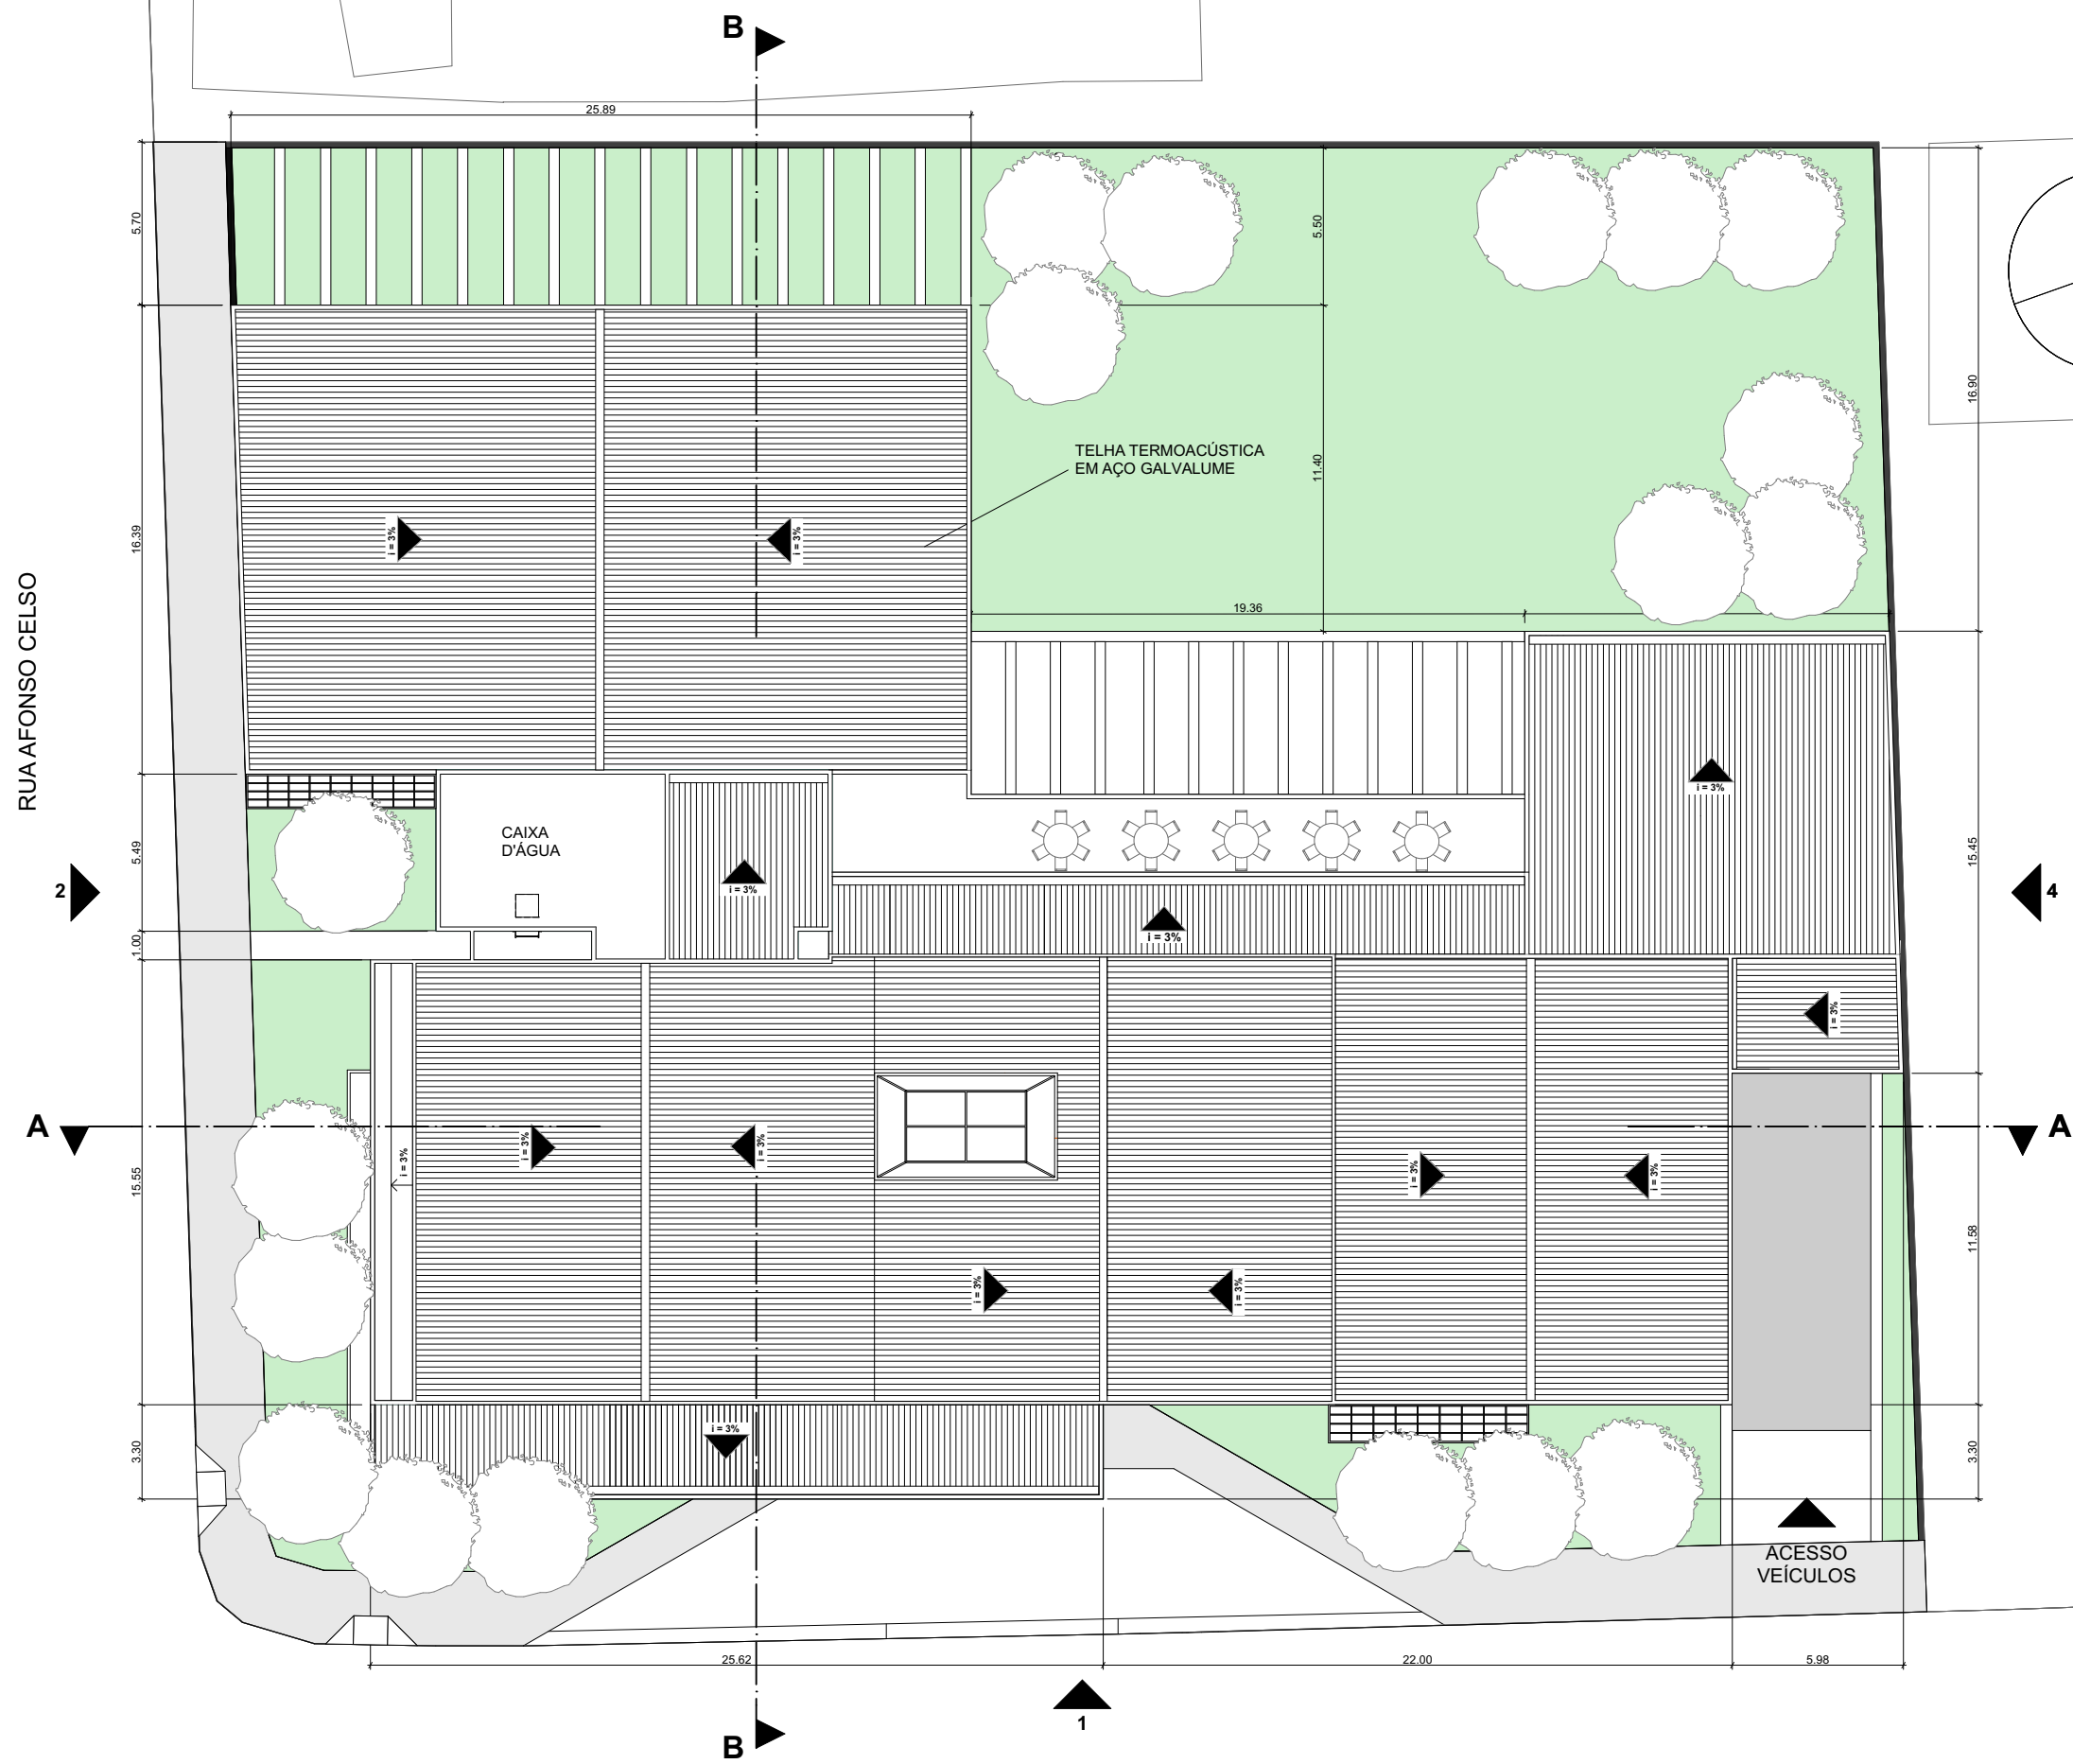 B
25.89
5.70
5.50
16.90
TELHA TERMOACÚSTICA
EM AÇO GALVALUME
11.40
16.39
i = 3%
i = 3%
RUA AFONSO CELSO
19.36
i = 3%
CAIXA
D'ÁGUA
5.49
15.45
i = 3%
2
4
i = 3%
1.00
i = 3%
A
A
i = 3%
i = 3%
i = 3%
i = 3%
i = 3%
15.55
11.58
i = 3%
i = 3%
i = 3%
3.30
3.30
ACESSO
VEÍCULOS
25.62
22.00
5.98
1
B